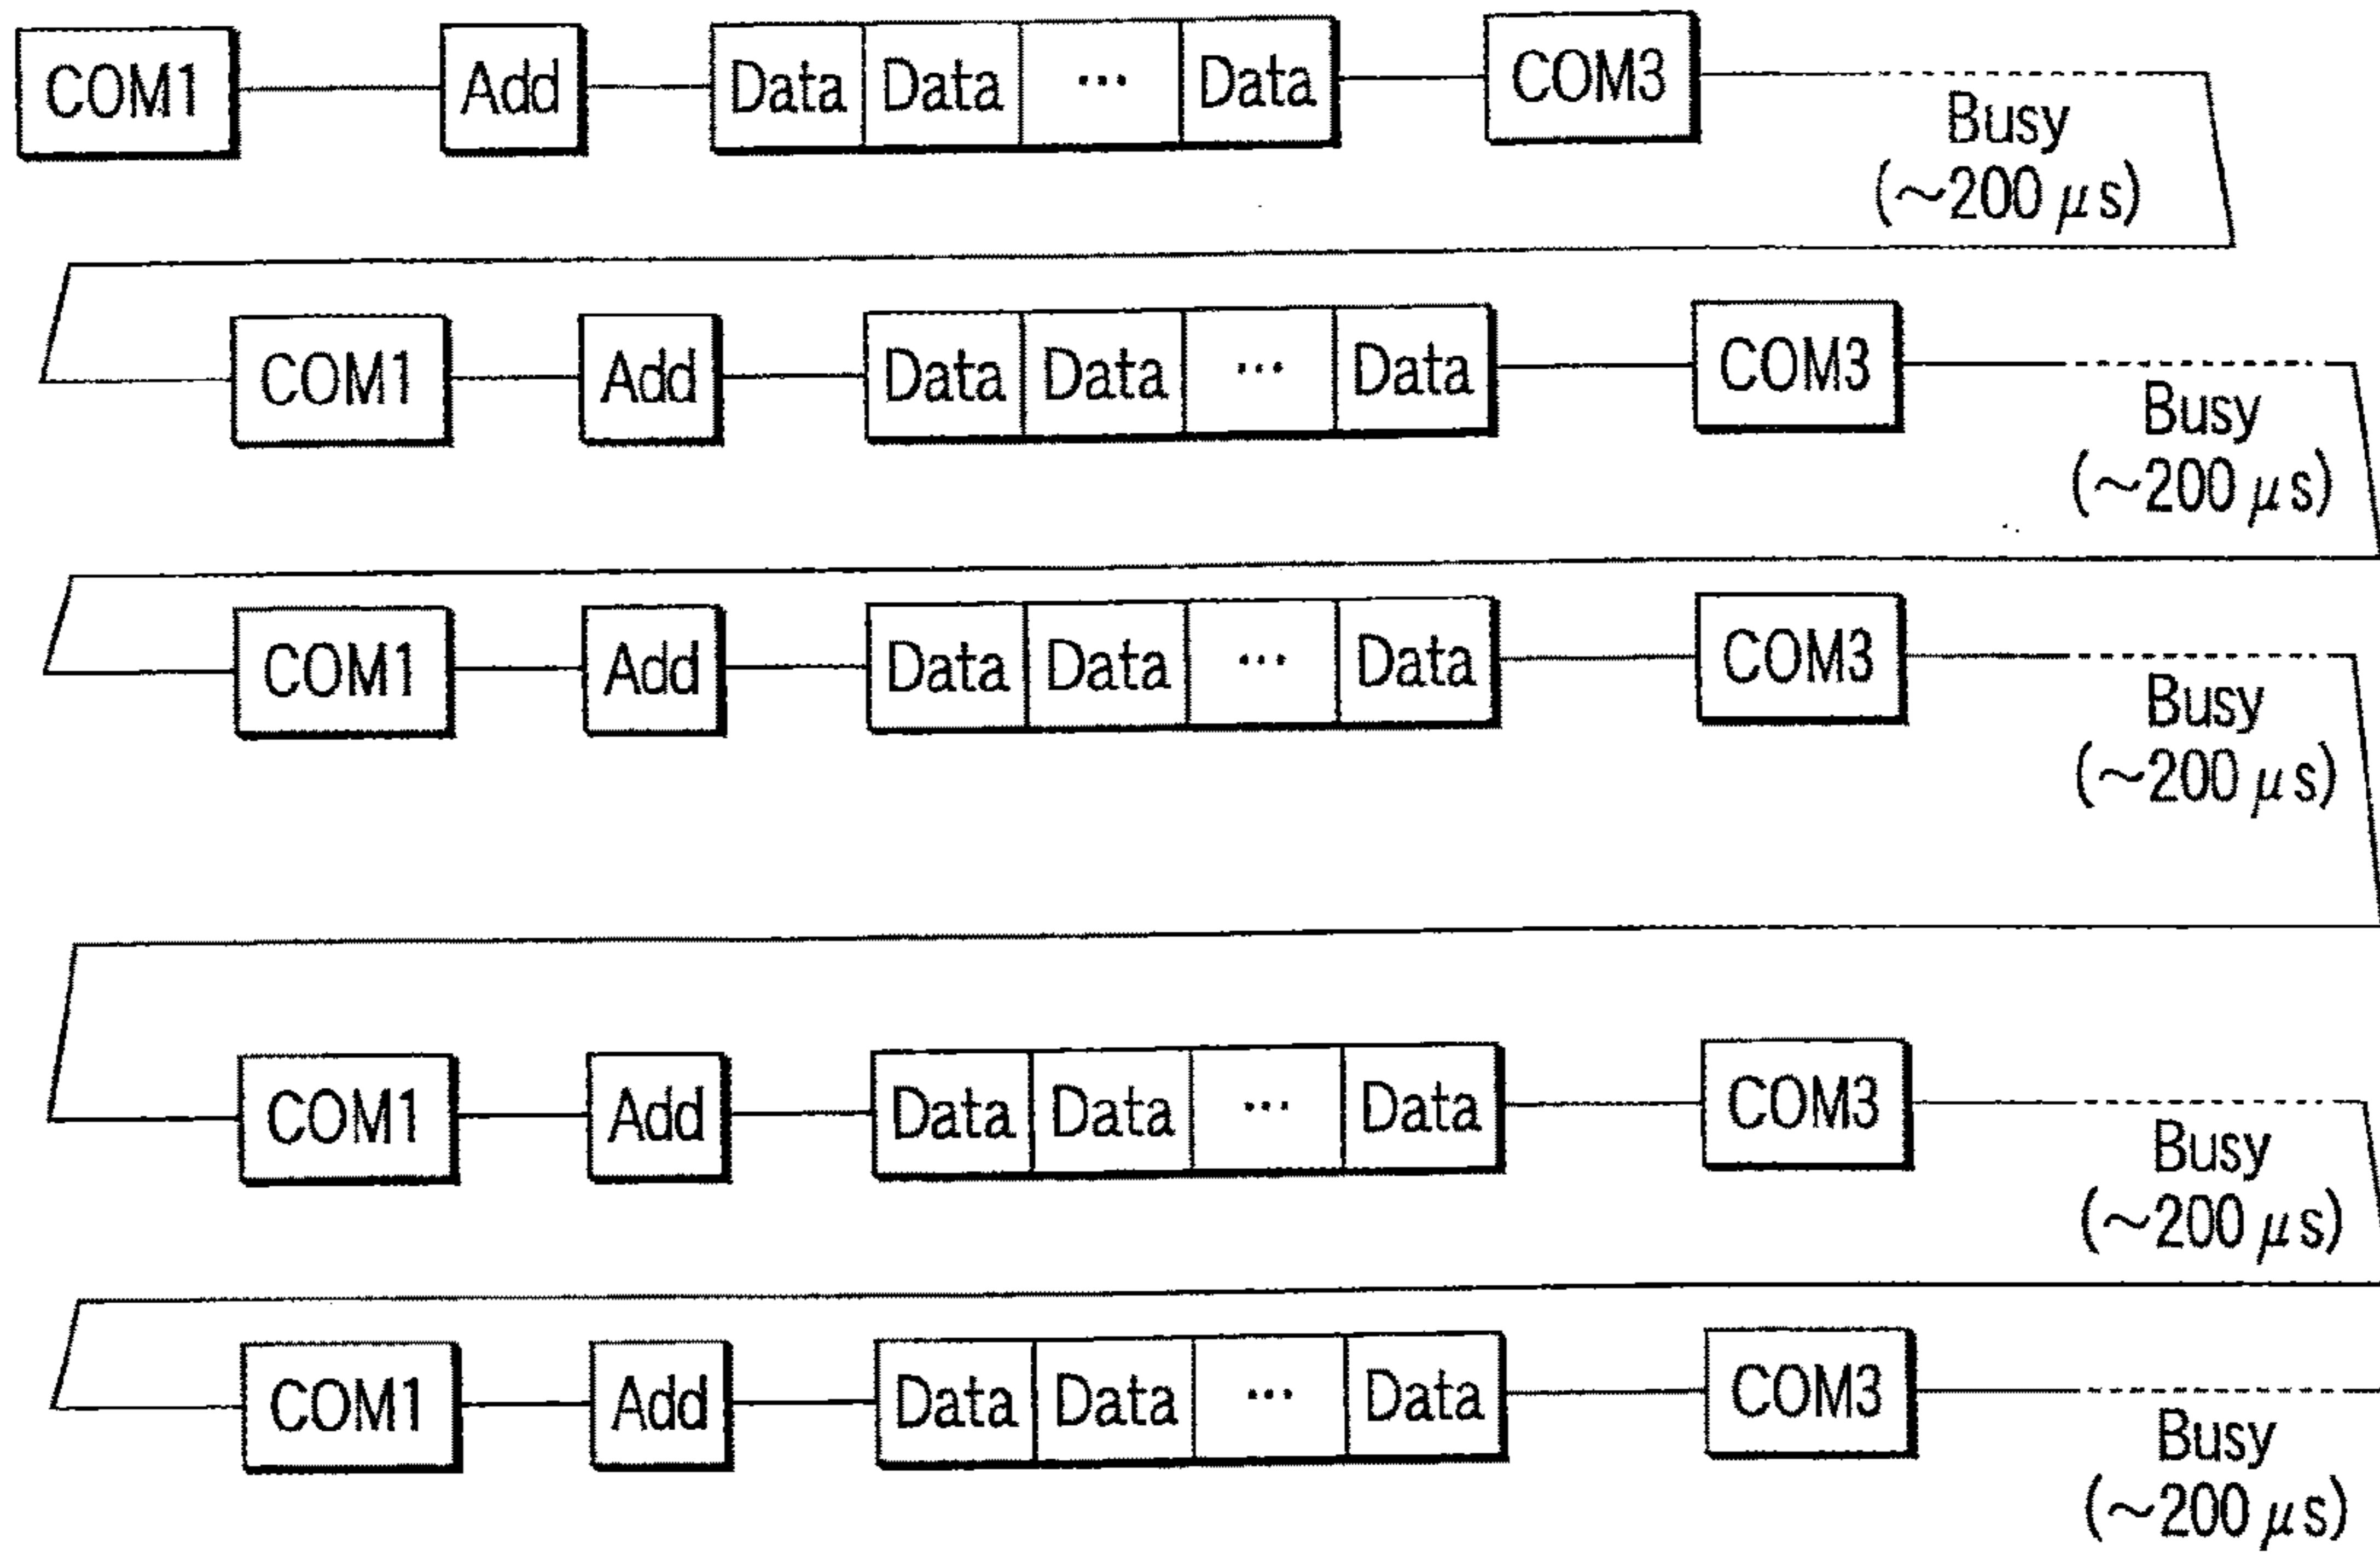 COM1 Add Data Data ... Data COM3
Busy
(~200 μs)
COM1 Add Data Data ... Data COM3
Busy
(~200 μs)
COM1 Add Data Data ... Data COM3
Busy
(~200 μs)
COM1 Add Data Data ... Data COM3
Busy
(~200 μs)
COM1 Add Data Data ... Data COM3
Busy
(~200 μs)